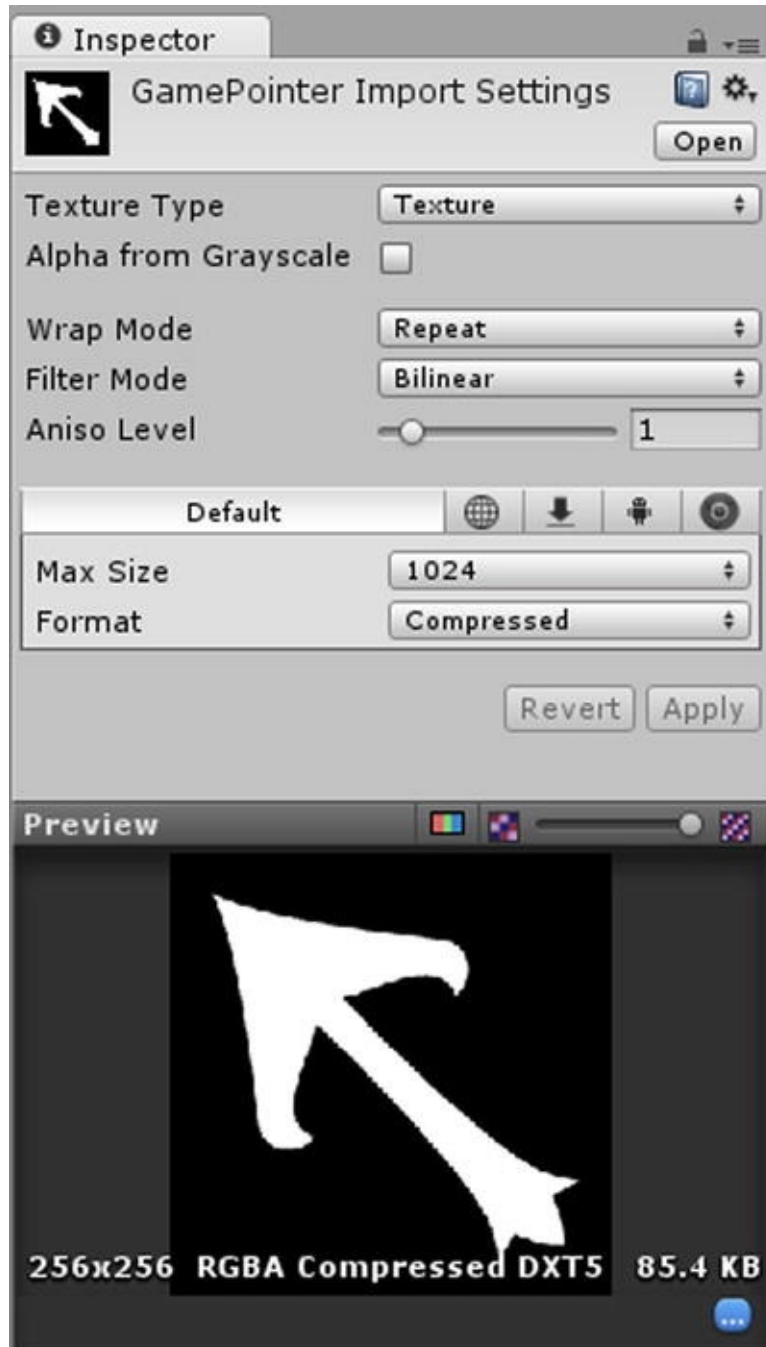 Inspector
GamePointer Import Settings
Open
Texture Type Texture
Alpha from Grayscale
Wrap Mode Repeat
Filter Mode Bilinear
Aniso Level 1
Default
Max Size 1024
Format Compressed
Revert Apply
Preview
256x256 RGBA Compressed DXT5 85.4 KB